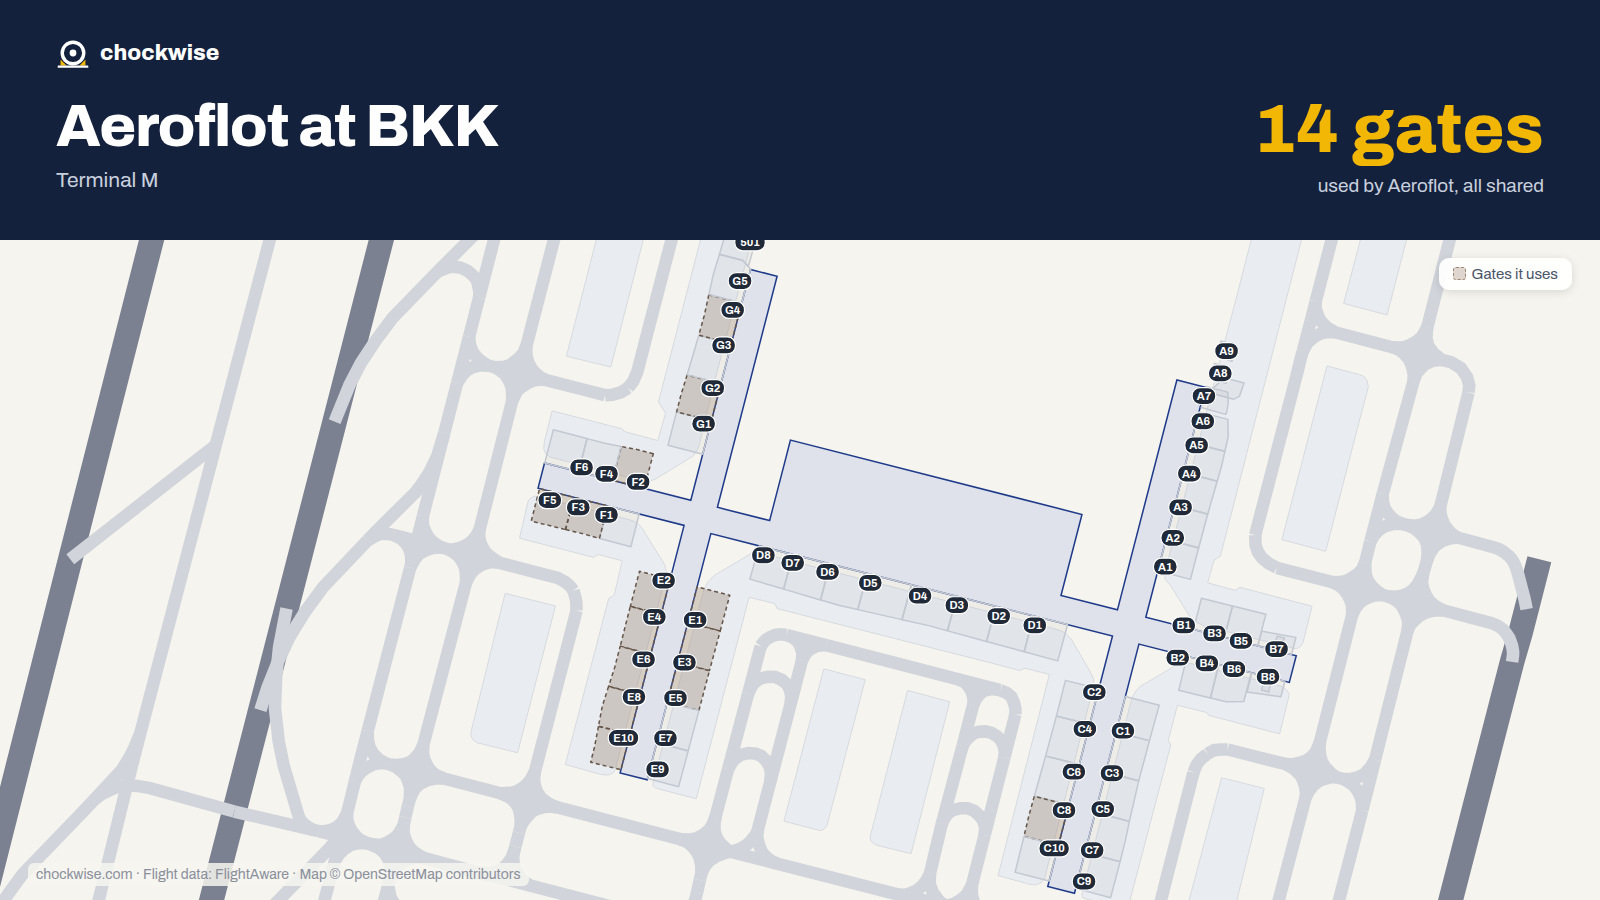 chockwise
Aeroflot at BKK
Terminal M
14 gates
used by Aeroflot, all shared
Gates it uses
501
G5
G4
G3
G2
G1
F6
F4
F2
F5
F3
F1
E2
E4
E1
E6
E3
E8
E5
E10
E7
E9
D8
D7
D6
D5
D4
D3
D2
D1
A9
A8
A7
A6
A5
A4
A3
A2
A1
B1
B3
B5
B7
B2
B4
B6
B8
C2
C4
C1
C6
C3
C8
C5
C10
C7
C9
chockwise.com · Flight data: FlightAware · Map © OpenStreetMap contributors